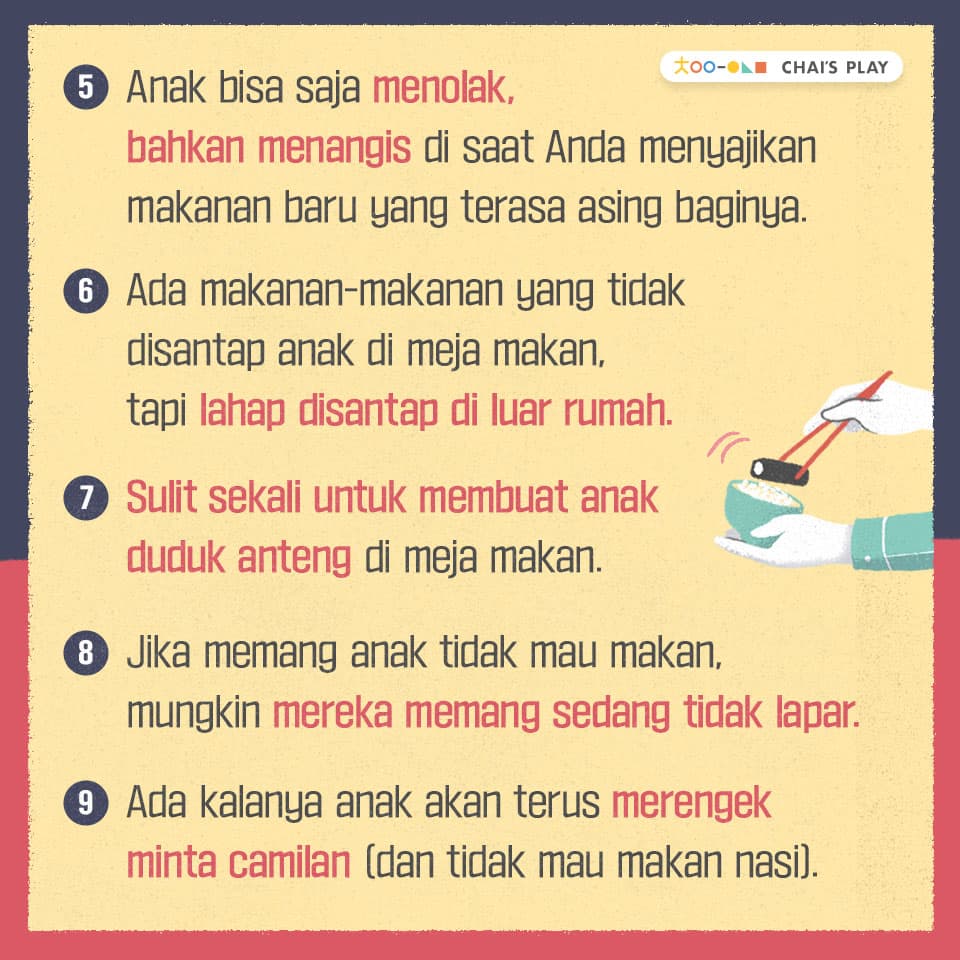 CHAI'S PLAY
5 Anak bisa saja menolak,
bahkan menangis di saat Anda menyajikan
makanan baru yang terasa asing baginya.
6 Ada makanan-makanan yang tidak
disantap anak di meja makan,
tapi lahap disantap di luar rumah.
7 Sulit sekali untuk membuat anak
duduk anteng di meja makan.
8 Jika memang anak tidak mau makan,
mungkin mereka memang sedang tidak lapar.
9 Ada kalanya anak akan terus merengek
minta camilan (dan tidak mau makan nasi).